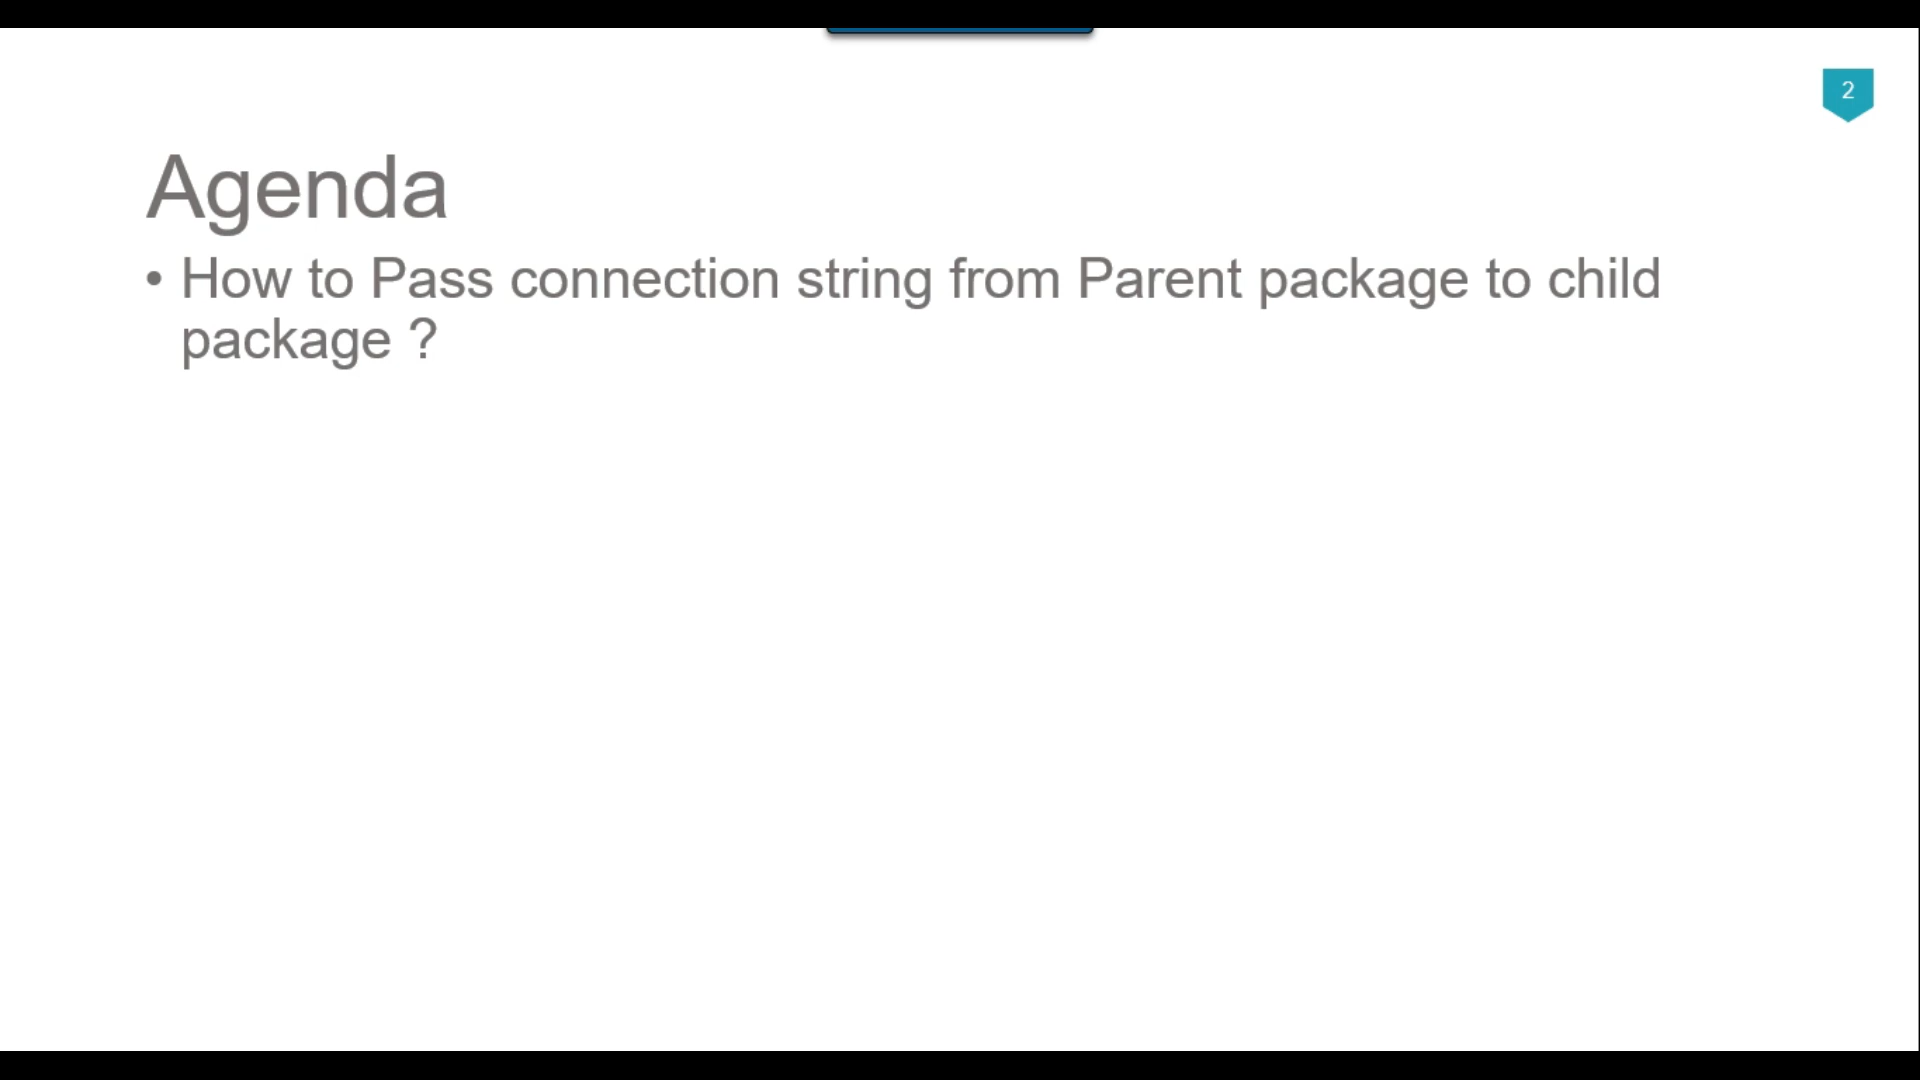 2
Agenda
• How to Pass connection string from Parent package to child
package ?